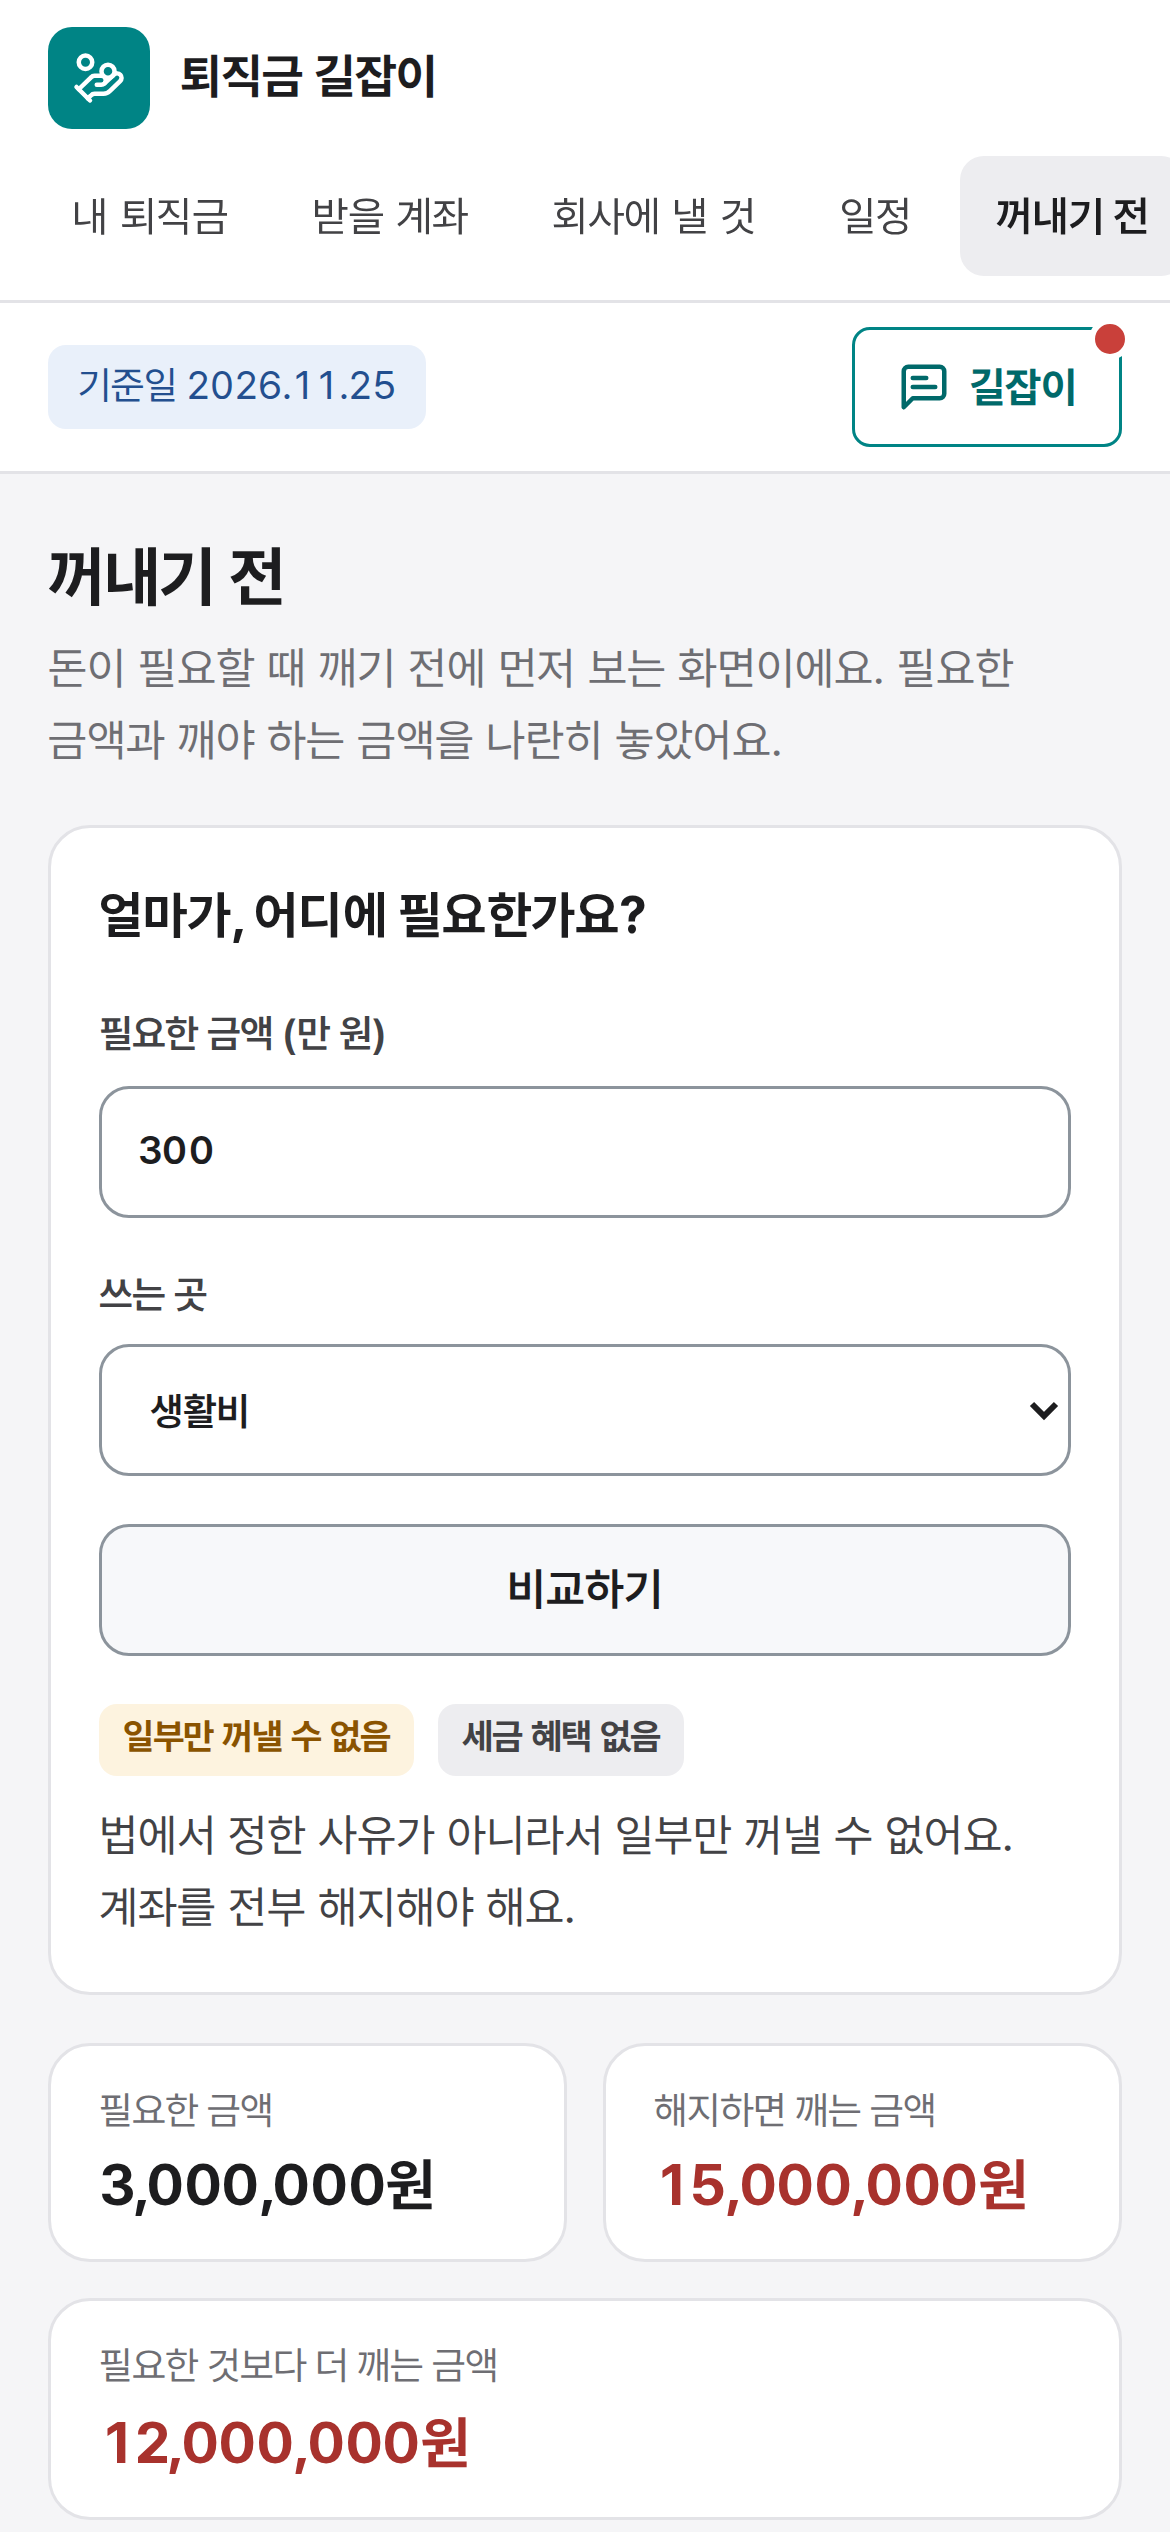 퇴직금 길잡이
내 퇴직금 받을 계좌 회사에 낼 것 일정 꺼내기 전
기준일 2026.11.25
길잡이
꺼내기 전
돈이 필요할 때 깨기 전에 먼저 보는 화면이에요. 필요한
금액과 깨야 하는 금액을 나란히 놓았어요.
얼마가, 어디에 필요한가요?
필요한 금액 (만 원)
300
쓰는 곳
생활비
비교하기
일부만 꺼낼 수 없음 세금 혜택 없음
법에서 정한 사유가 아니라서 일부만 꺼낼 수 없어요.
계좌를 전부 해지해야 해요.
필요한 금액
3,000,000원
해지하면 깨는 금액
15,000,000원
필요한 것보다 더 깨는 금액
12,000,000원